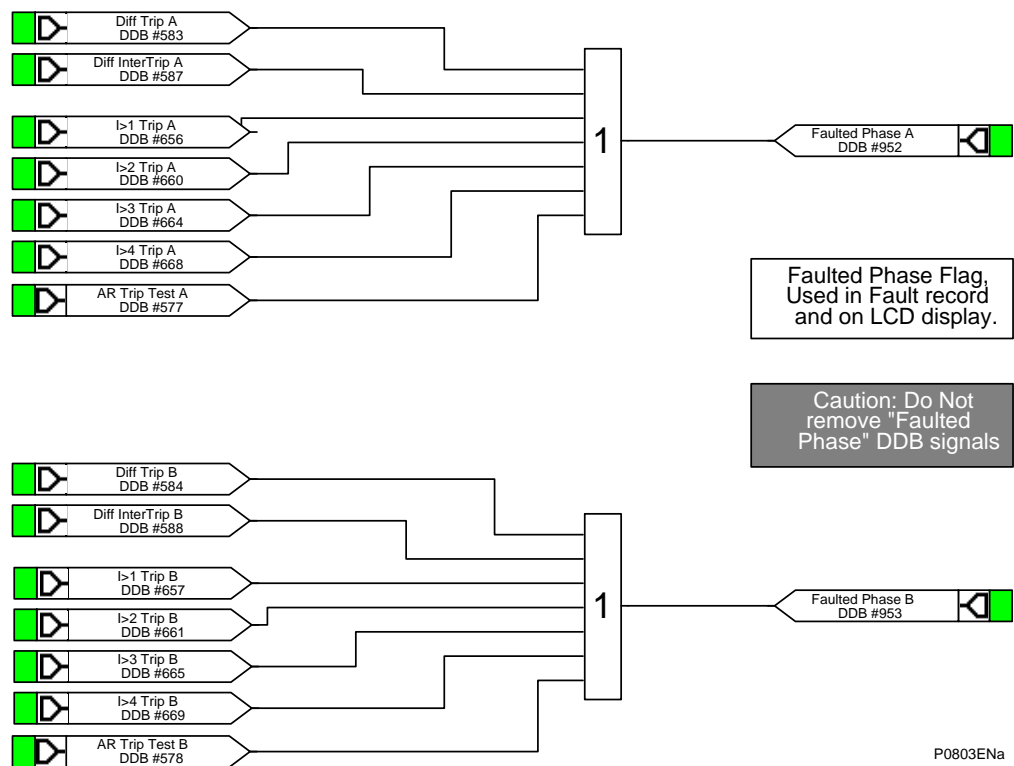 Diff Trip A
DDB #583
Diff InterTrip A
DDB #587
I>1 Trip A
DDB #656
I>2 Trip A
DDB #660
I>3 Trip A
DDB #664
I>4 Trip A
DDB #668
AR Trip Test A
DDB #577
1
Faulted Phase A
DDB #952
Faulted Phase Flag,
Used in Fault record
and on LCD display.
Caution: Do Not
remove "Faulted
Phase" DDB signals
Diff Trip B
DDB #584
Diff InterTrip B
DDB #588
I>1 Trip B
DDB #657
I>2 Trip B
DDB #661
I>3 Trip B
DDB #665
I>4 Trip B
DDB #669
AR Trip Test B
DDB #578
1
Faulted Phase B
DDB #953
P0803ENa